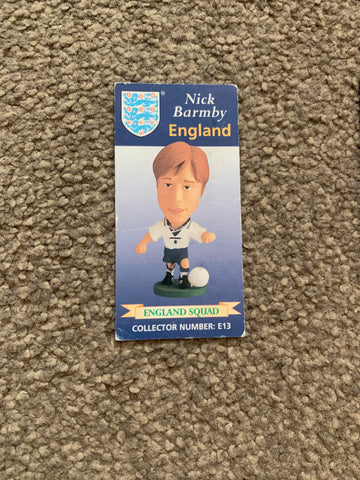 Nick
Barmby
England
ENGLAND SQUAD
COLLECTOR NUMBER: E13